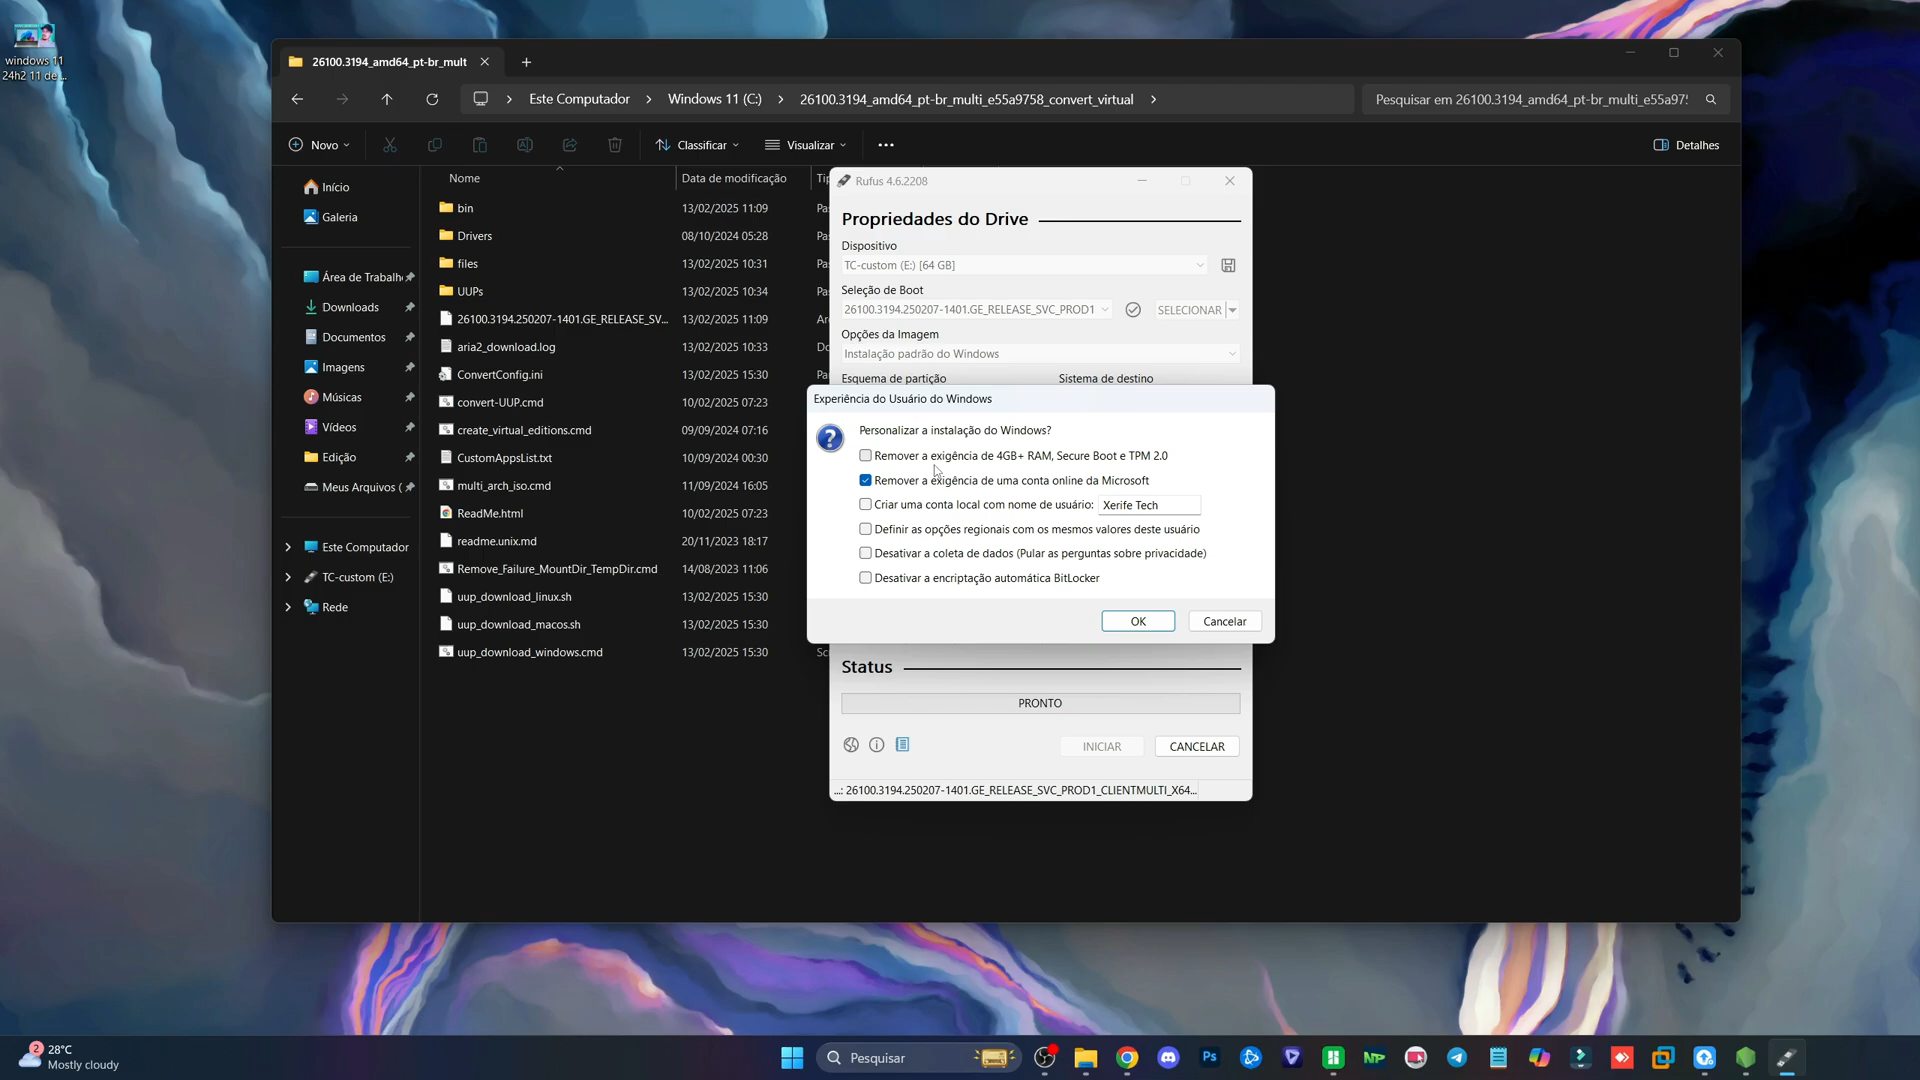 windows 11
24h2 11 de ...
26100.3194_amd64_pt-br_mult
Este Computador
Windows 11 (C:)
26100.3194_amd64_pt-br_multi_e55a9758_convert_virtual
Pesquisar em 26100.3194_amd64_pt-br_multi_e55a97
Novo
Classificar
Visualizar
Detalhes
Início
Galeria
Área de Trabalh
Downloads
Documentos
Imagens
Músicas
Vídeos
Edição
Meus Arquivos (
Este Computador
TC-custom (E:)
Rede
Nome
Data de modificação
bin
13/02/2025 11:09
Drivers
08/10/2024 05:28
files
13/02/2025 10:31
UUPs
13/02/2025 10:34
26100.3194.250207-1401.GE_RELEASE_SV...
13/02/2025 11:09
aria2_download.log
13/02/2025 10:33
ConvertConfig.ini
13/02/2025 15:30
convert-UUP.cmd
10/02/2025 07:23
create_virtual_editions.cmd
09/09/2024 07:16
CustomAppsList.txt
10/09/2024 00:30
multi_arch_iso.cmd
11/09/2024 16:05
ReadMe.html
10/02/2025 07:23
readme.unix.md
20/11/2023 18:17
Remove_Failure_MountDir_TempDir.cmd
14/08/2023 11:06
uup_download_linux.sh
13/02/2025 15:30
uup_download_macos.sh
13/02/2025 15:30
uup_download_windows.cmd
13/02/2025 15:30
Rufus 4.6.2208
Propriedades do Drive
Dispositivo
TC-custom (E:) [64 GB]
Seleção de Boot
26100.3194.250207-1401.GE_RELEASE_SVC_PROD1
SELECIONAR
Opções da Imagem
Instalação padrão do Windows
Esquema de partição
Sistema de destino
Experiência do Usuário do Windows
Personalizar a instalação do Windows?
Remover a exigência de 4GB+ RAM, Secure Boot e TPM 2.0
Remover a exigência de uma conta online da Microsoft
Criar uma conta local com nome de usuário: Xerife Tech
Definir as opções regionais com os mesmos valores deste usuário
Desativar a coleta de dados (Pular as perguntas sobre privacidade)
Desativar a encriptação automática BitLocker
OK
Cancelar
Status
PRONTO
INICIAR
CANCELAR
...: 26100.3194.250207-1401.GE_RELEASE_SVC_PROD1_CLIENTMULTI_X64...
2
28°C
Mostly cloudy
Pesquisar
Ps
NP